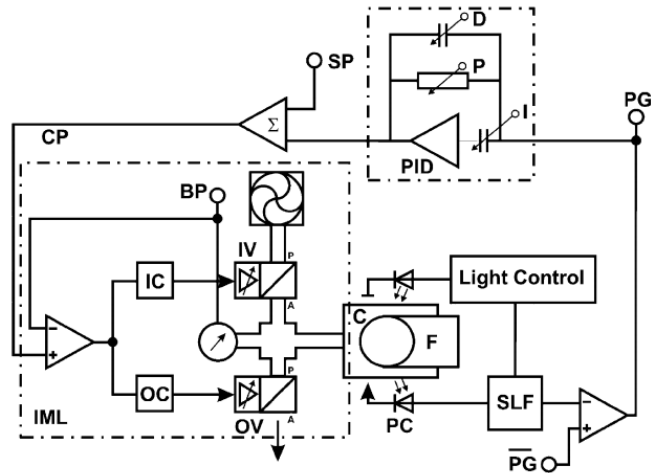 D
SP
P
PG
Σ
I
CP
PID
BP
IV
P
IC
Light Control
A
C
F
−
+
P
OC
SLF
−
IML
OV
A
PC
PG
+